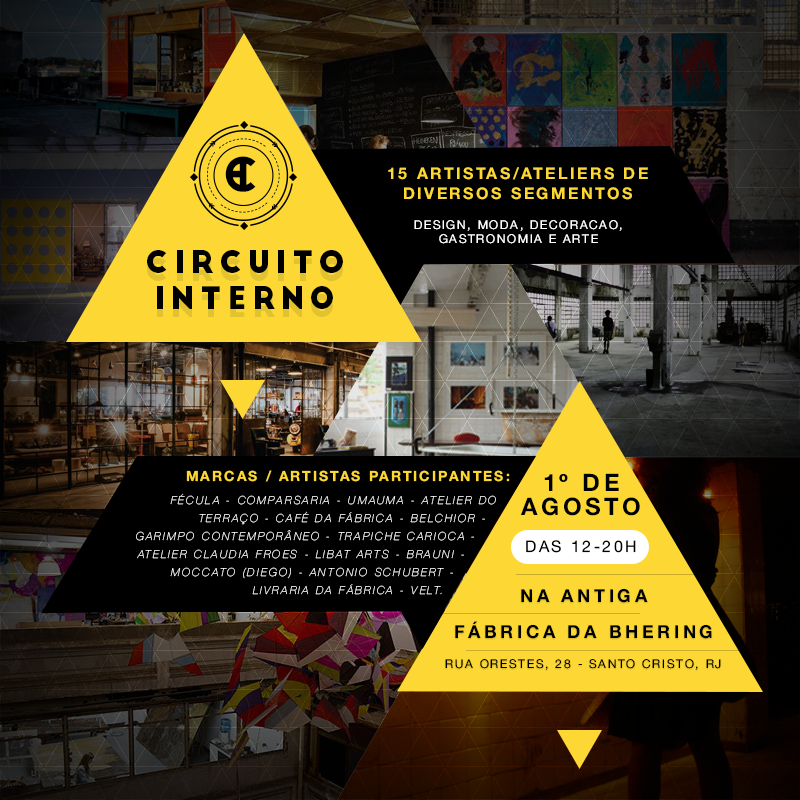 CIRCUITO
INTERNO
15 ARTISTAS/ATELIERS DE
DIVERSOS SEGMENTOS
DESIGN, MODA, DECORACAO,
GASTRONOMIA E ARTE
MARCAS / ARTISTAS PARTICIPANTES:
FÉCULA - COMPARSARIA - UMAUMA - ATELIER DO
TERRAÇO - CAFÉ DA FÁBRICA - BELCHIOR -
GARIMPO CONTEMPORÂNEO - TRAPICHE CARIOCA -
ATELIER CLAUDIA FROES - LIBAT ARTS - BRAUNI -
MOCCATO (DIEGO) - ANTONIO SCHUBERT -
LIVRARIA DA FÁBRICA - VELT.
1º DE
AGOSTO
DAS 12-20H
NA ANTIGA
FÁBRICA DA BHERING
RUA ORESTES, 28 - SANTO CRISTO, RJ